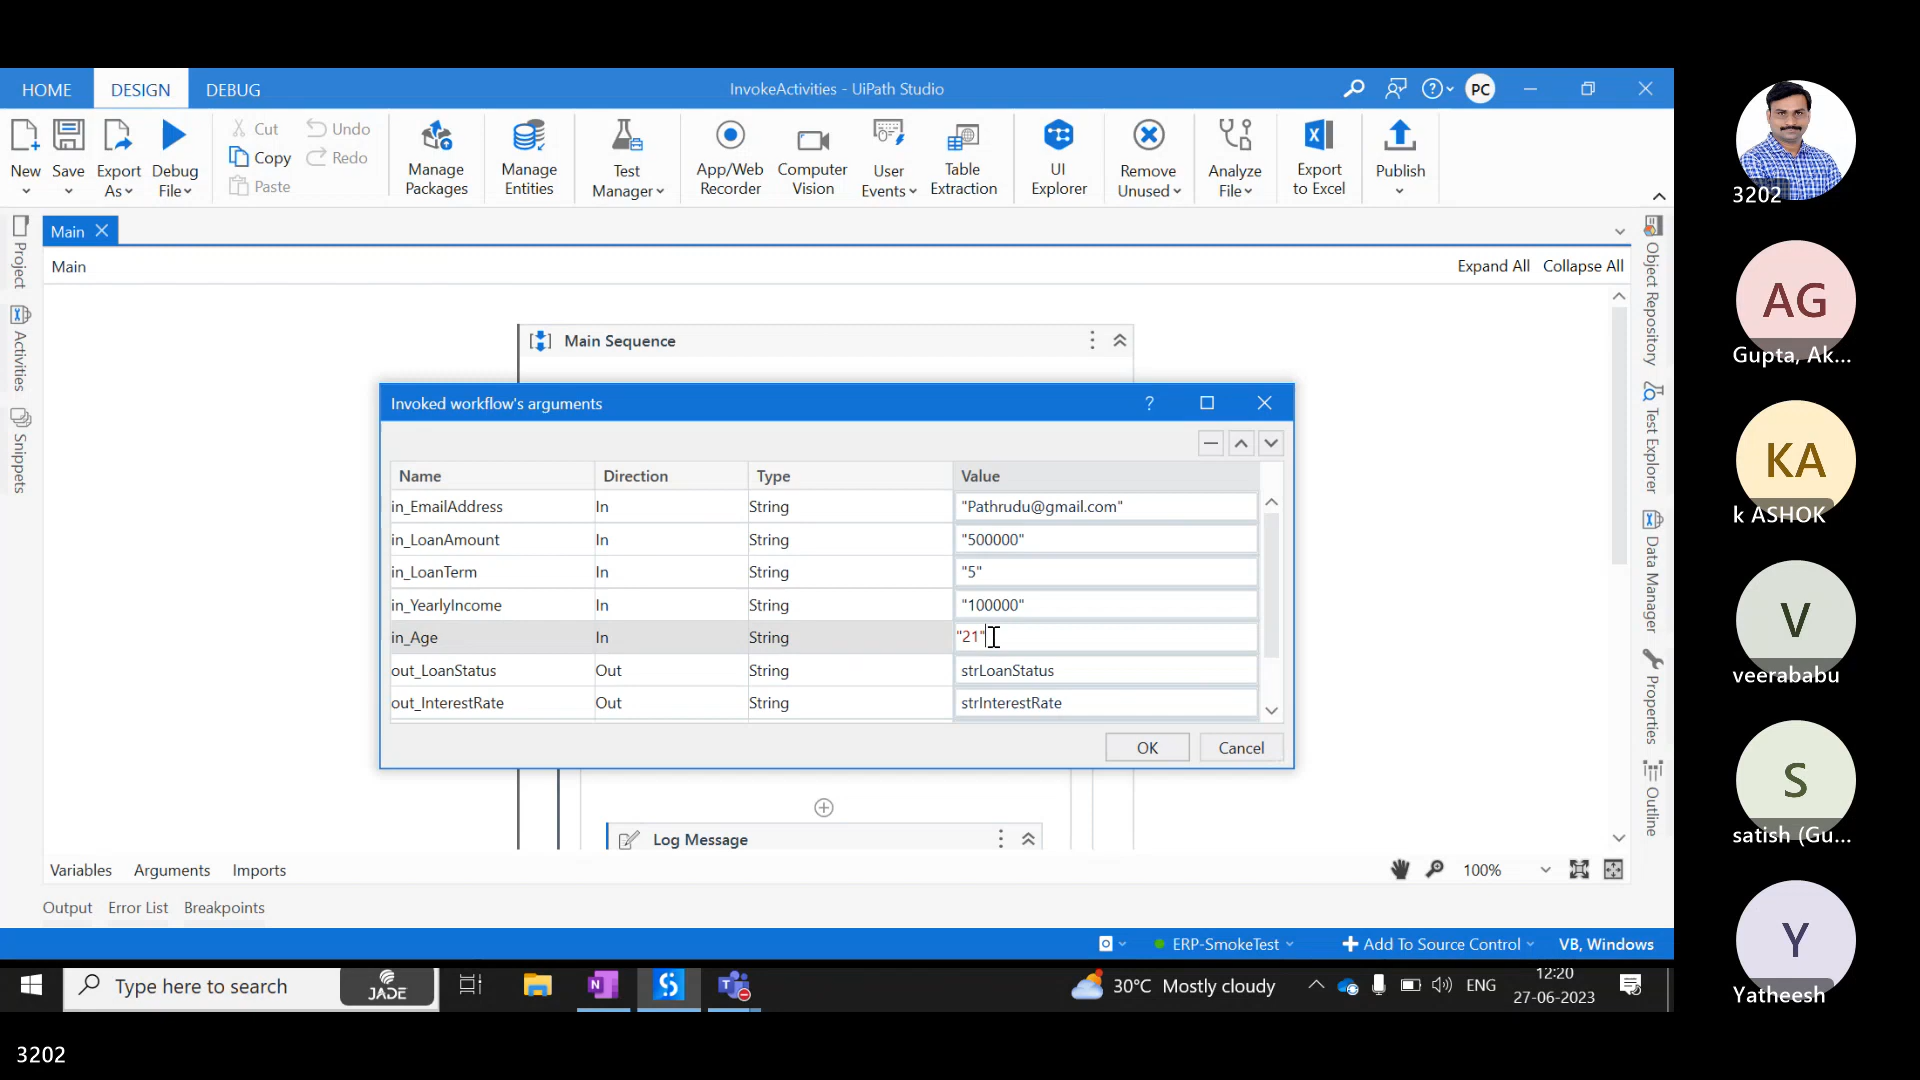 HOME DESIGN DEBUG InvokeActivities - UiPath Studio PC
New Save Export As Debug File Cut Copy Paste Undo Redo Manage Packages Manage Entities Test Manager App/Web Recorder Computer Vision User Events Table Extraction UI Explorer Remove Unused Analyze File Export to Excel Publish
Main
Main Expand All Collapse All
Project
Activities
Snippets
Main Sequence
Invoked workflow's arguments ?
Name Direction Type Value
in_EmailAddress In String "Pathrudu@gmail.com"
in_LoanAmount In String "500000"
in_LoanTerm In String "5"
in_YearlyIncome In String "100000"
in_Age In String "21"
out_LoanStatus Out String strLoanStatus
out_InterestRate Out String strInterestRate
OK Cancel
Log Message
Object Repository
Test Explorer
Data Manager
Properties
Outline
Variables Arguments Imports 100%
Output Error List Breakpoints
ERP-SmokeTest Add To Source Control VB, Windows
Type here to search JADE 30°C Mostly cloudy ENG 12:20
27-06-2023
3202
3202
AG
Gupta, Ak...
KA
k ASHOK
V
veerababu
S
satish (Gu...
Y
Yatheesh